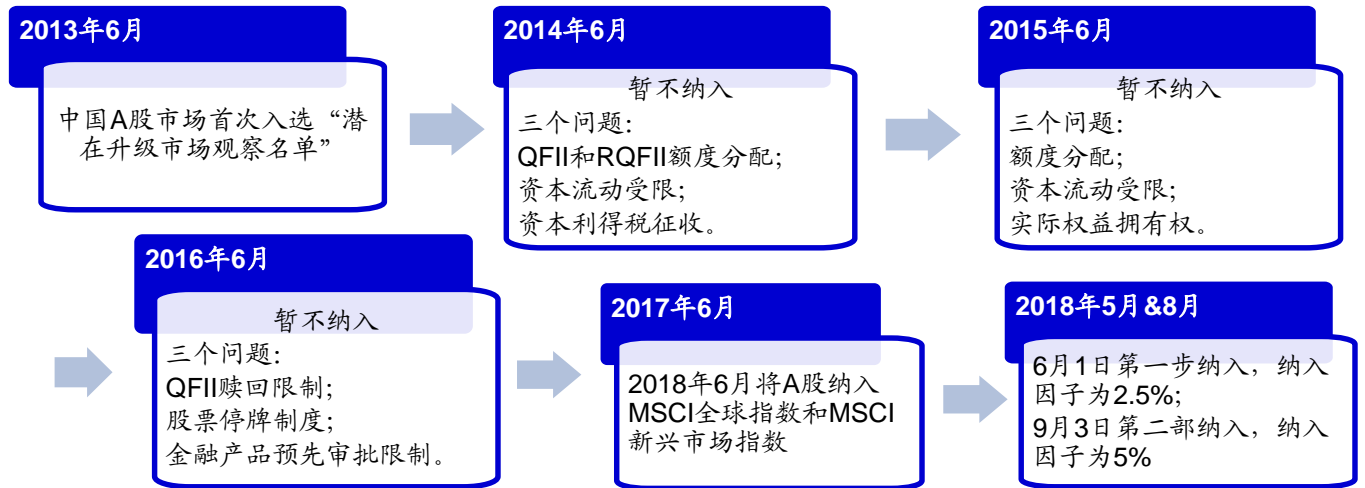 2013年6月
中国A股市场首次入选“潜
在升级市场观察名单”
2014年6月
暂不纳入
三个问题：
QFII和RQFII额度分配；
资本流动受限；
资本利得税征收。
2015年6月
暂不纳入
三个问题：
额度分配；
资本流动受限；
实际权益拥有权。
2016年6月
暂不纳入
三个问题：
QFII赎回限制；
股票停牌制度；
金融产品预先审批限制。
2017年6月
2018年6月将A股纳入
MSCI全球指数和MSCI
新兴市场指数
2018年5月&8月
6月1日第一步纳入，纳入
因子为2.5%；
9月3日第二部纳入，纳入
因子为5%